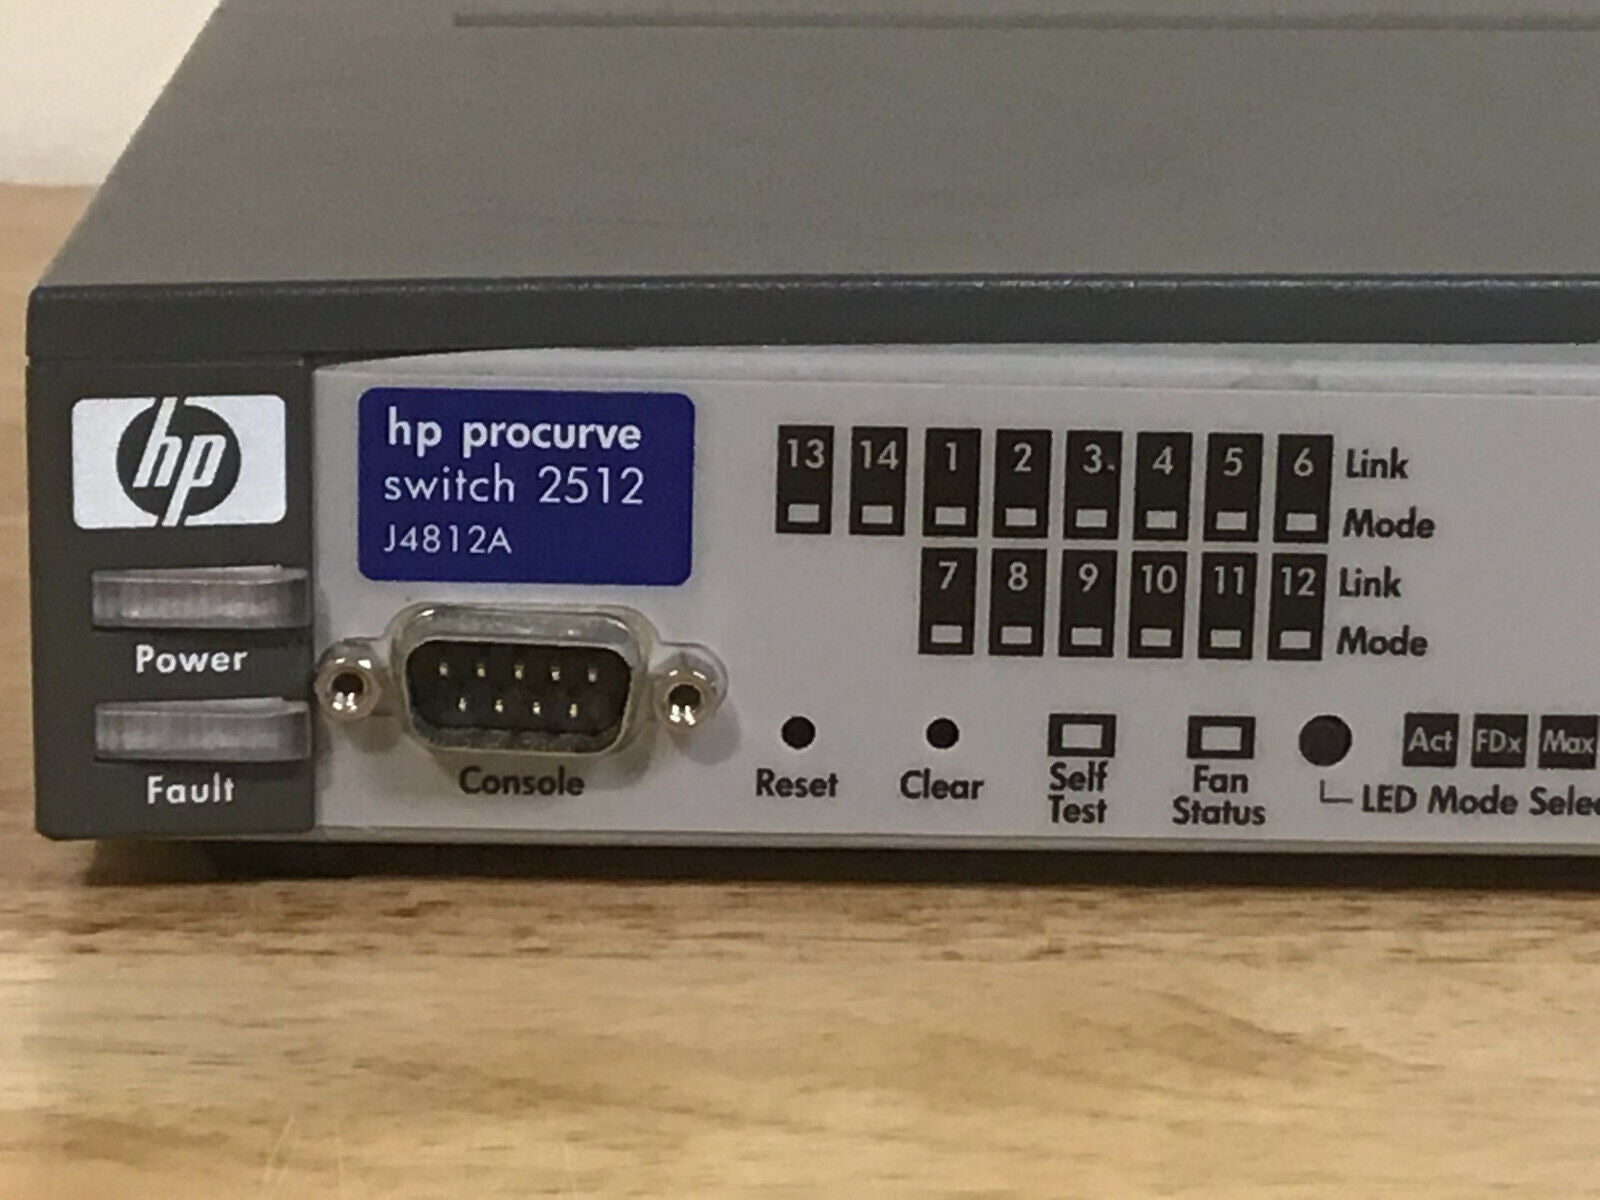 hp
hp procurve
switch 2512
J4812A
13 14 1 2 3 4 5 6 Link
Mode
7 8 9 10 11 12 Link
Mode
Power
Fault
Console
Reset
Clear
Self
Test
Fan
Status
Act FDx Max
LED Mode